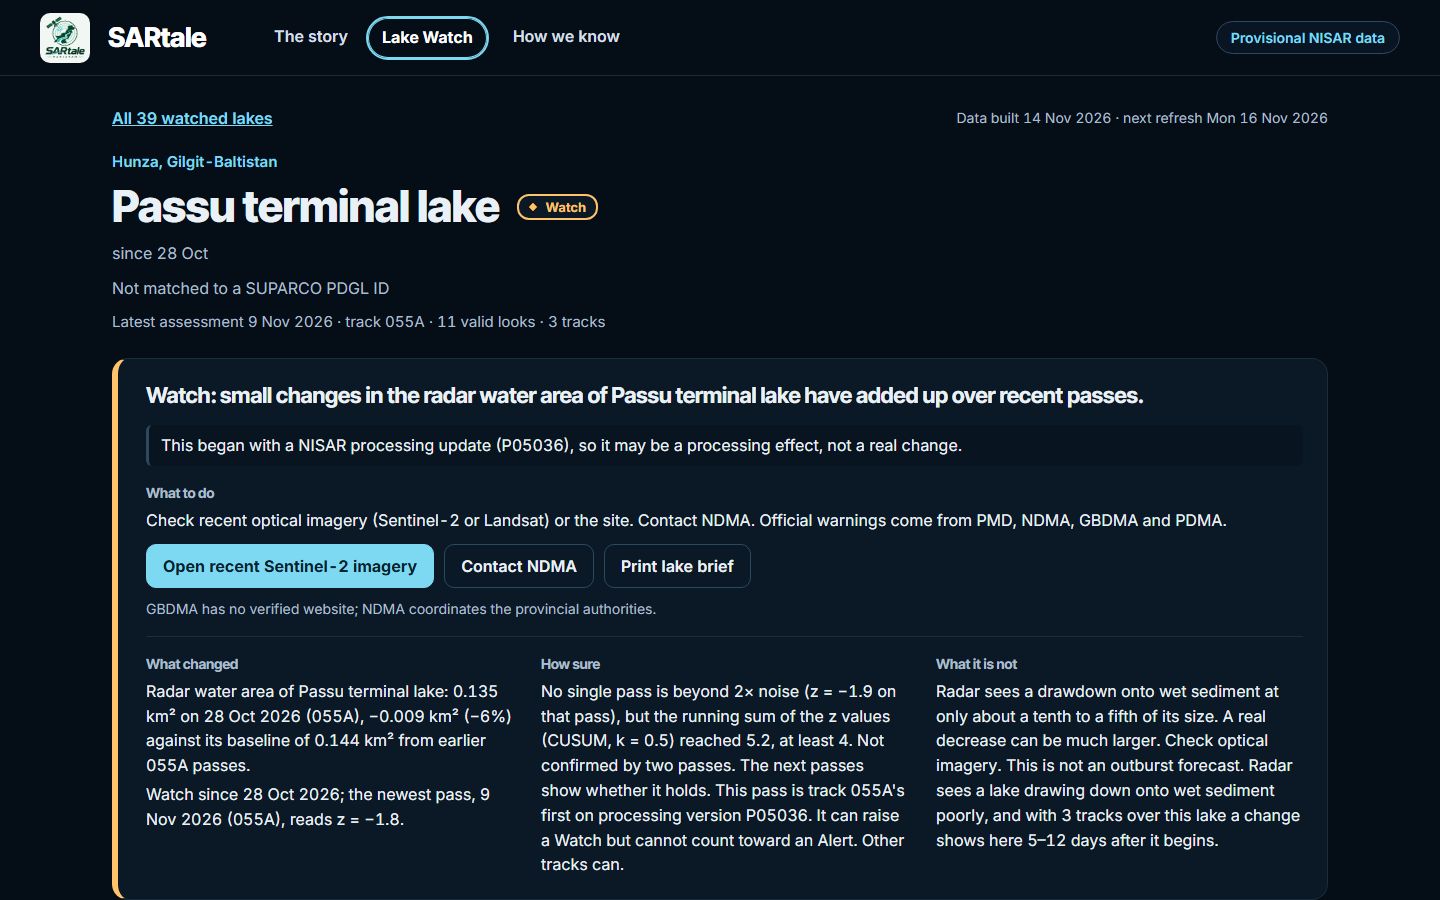 SARtale
SARtale
The story
Lake Watch
How we know
Provisional NISAR data
All 39 watched lakes
Data built 14 Nov 2026 · next refresh Mon 16 Nov 2026
Hunza, Gilgit-Baltistan
Passu terminal lake
◆ Watch
since 28 Oct
Not matched to a SUPARCO PDGL ID
Latest assessment 9 Nov 2026 · track 055A · 11 valid looks · 3 tracks
Watch: small changes in the radar water area of Passu terminal lake have added up over recent passes.
This began with a NISAR processing update (P05036), so it may be a processing effect, not a real change.
What to do
Check recent optical imagery (Sentinel-2 or Landsat) or the site. Contact NDMA. Official warnings come from PMD, NDMA, GBDMA and PDMA.
Open recent Sentinel-2 imagery
Contact NDMA
Print lake brief
GBDMA has no verified website; NDMA coordinates the provincial authorities.
What changed
Radar water area of Passu terminal lake: 0.135
km² on 28 Oct 2026 (055A), −0.009 km² (−6%)
against its baseline of 0.144 km² from earlier
055A passes.
Watch since 28 Oct 2026; the newest pass, 9
Nov 2026 (055A), reads z = −1.8.
How sure
No single pass is beyond 2× noise (z = −1.9 on
that pass), but the running sum of the z values
(CUSUM, k = 0.5) reached 5.2, at least 4. Not
confirmed by two passes. The next passes
show whether it holds. This pass is track 055A's
first on processing version P05036. It can raise
a Watch but cannot count toward an Alert. Other
tracks can.
What it is not
Radar sees a drawdown onto wet sediment at
only about a tenth to a fifth of its size. A real
decrease can be much larger. Check optical
imagery. This is not an outburst forecast. Radar
sees a lake drawing down onto wet sediment
poorly, and with 3 tracks over this lake a change
shows here 5–12 days after it begins.